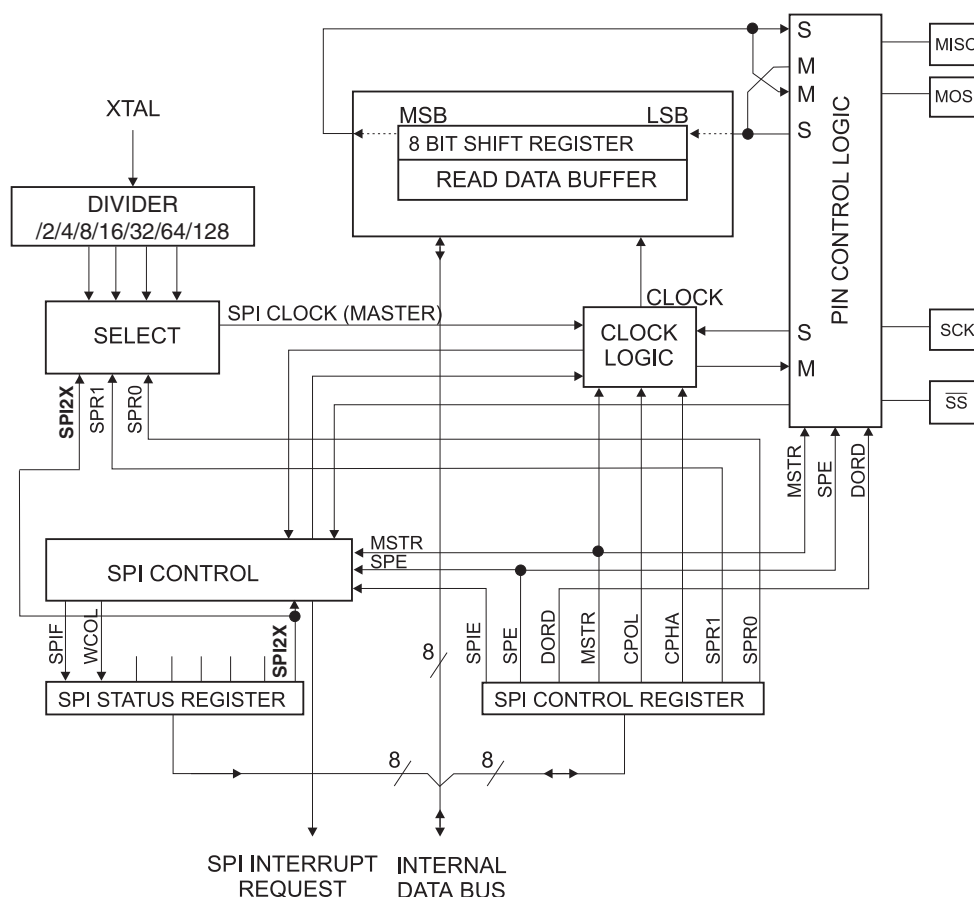 S
MISO
M
MOSI
M
XTAL
MSB
LSB
S
8 BIT SHIFT REGISTER
READ DATA BUFFER
DIVIDER
/2/4/8/16/32/64/128
PIN CONTROL LOGIC
SPI CLOCK (MASTER)
CLOCK
SELECT
CLOCK
LOGIC
S
SCK
M
SPI2X
SPR1
SPR0
SS
MSTR
SPE
DORD
MSTR
SPE
SPI CONTROL
SPIF
WCOL
SPI2X
8
SPIE
SPE
DORD
MSTR
CPOL
CPHA
SPR1
SPR0
SPI STATUS REGISTER
SPI CONTROL REGISTER
8
8
SPI INTERRUPT
REQUEST
INTERNAL
DATA BUS